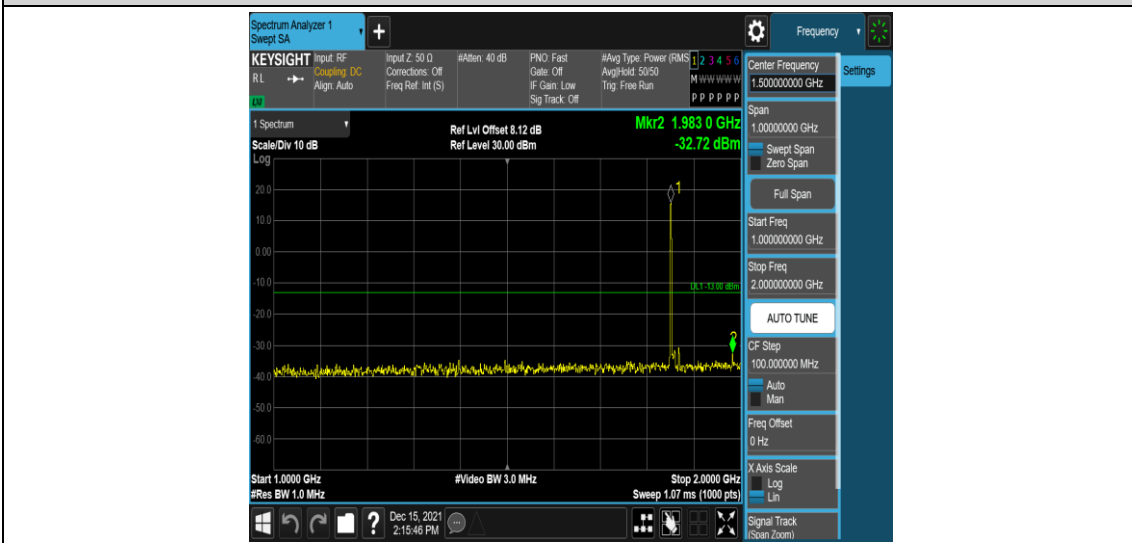 Spectrum Analyzer 1
Swept SA
+
Frequency
KEYSIGHT
RL
LXI
Input: RF
Coupling: DC
Align: Auto
Input Z: 50 Ω
Corrections: Off
Freq Ref: Int (S)
#Atten: 40 dB
PNO: Fast
Gate: Off
IF Gain: Low
Sig Track: Off
#Avg Type: Power (RMS
Avg|Hold: 50/50
Trig: Free Run
1 2 3 4 5 6
M W W W W W
P P P P P P
1 Spectrum
Scale/Div 10 dB
Log
Ref Lvl Offset 8.12 dB
Ref Level 30.00 dBm
Mkr2 1.983 0 GHz
-32.72 dBm
20.0
10.0
0.00
-10.0
-20.0
-30.0
-40.0
-50.0
-60.0
1
DL1 -13.00 dBm
2
Start 1.0000 GHz
#Res BW 1.0 MHz
#Video BW 3.0 MHz
Stop 2.0000 GHz
Sweep 1.07 ms (1000 pts)
Center Frequency
1.500000000 GHz
Settings
Span
1.00000000 GHz
Swept Span
Zero Span
Full Span
Start Freq
1.000000000 GHz
Stop Freq
2.000000000 GHz
AUTO TUNE
CF Step
100.000000 MHz
Auto
Man
Freq Offset
0 Hz
X Axis Scale
Log
Lin
Signal Track
(Span Zoom)
?
Dec 15, 2021
2:15:46 PM